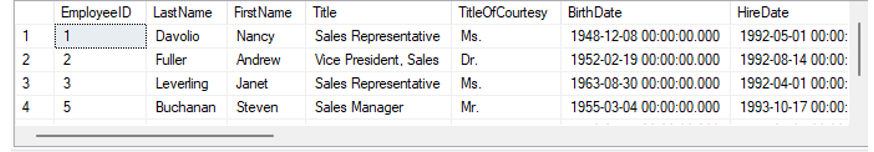 EmployeeID LastName FirstName Title TitleOfCourtesy BirthDate HireDate
1 1 Davolio Nancy Sales Representative Ms. 1948-12-08 00:00:00.000 1992-05-01 00:00:
2 2 Fuller Andrew Vice President, Sales Dr. 1952-02-19 00:00:00.000 1992-08-14 00:00:
3 3 Leverling Janet Sales Representative Ms. 1963-08-30 00:00:00.000 1992-04-01 00:00:
4 5 Buchanan Steven Sales Manager Mr. 1955-03-04 00:00:00.000 1993-10-17 00:00: